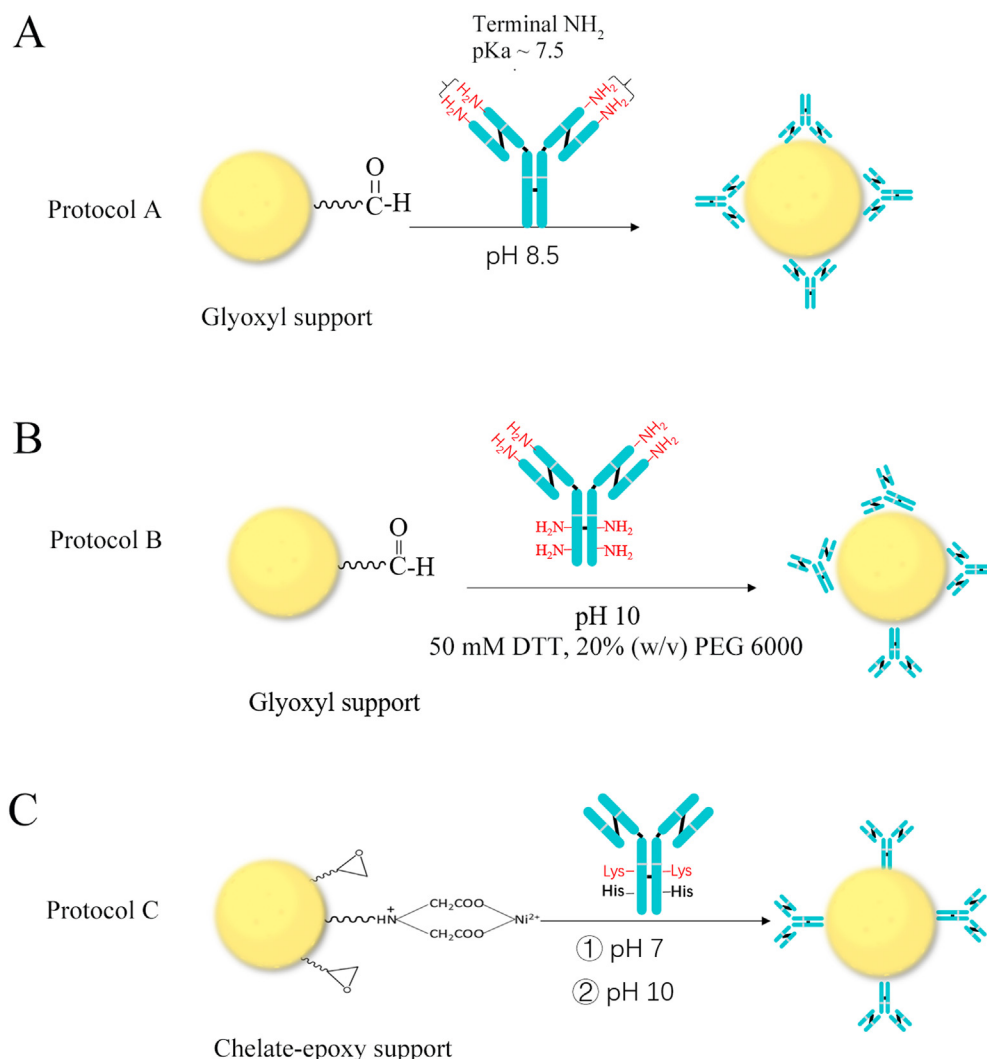 A
Terminal NH₂
pKa ~ 7.5
H₂N
H₂N
NH₂
NH₂
Protocol A
O
C-H
pH 8.5
Glyoxyl support
B
H₂N
H₂N
NH₂
NH₂
H₂N
NH₂
H₂N
NH₂
Protocol B
O
C-H
pH 10
50 mM DTT, 20% (w/v) PEG 6000
Glyoxyl support
C
O
Lys
Lys
His
His
Protocol C
+
HN
CH₂COO
CH₂COO
Ni²⁺
O
① pH 7
② pH 10
Chelate-epoxy support